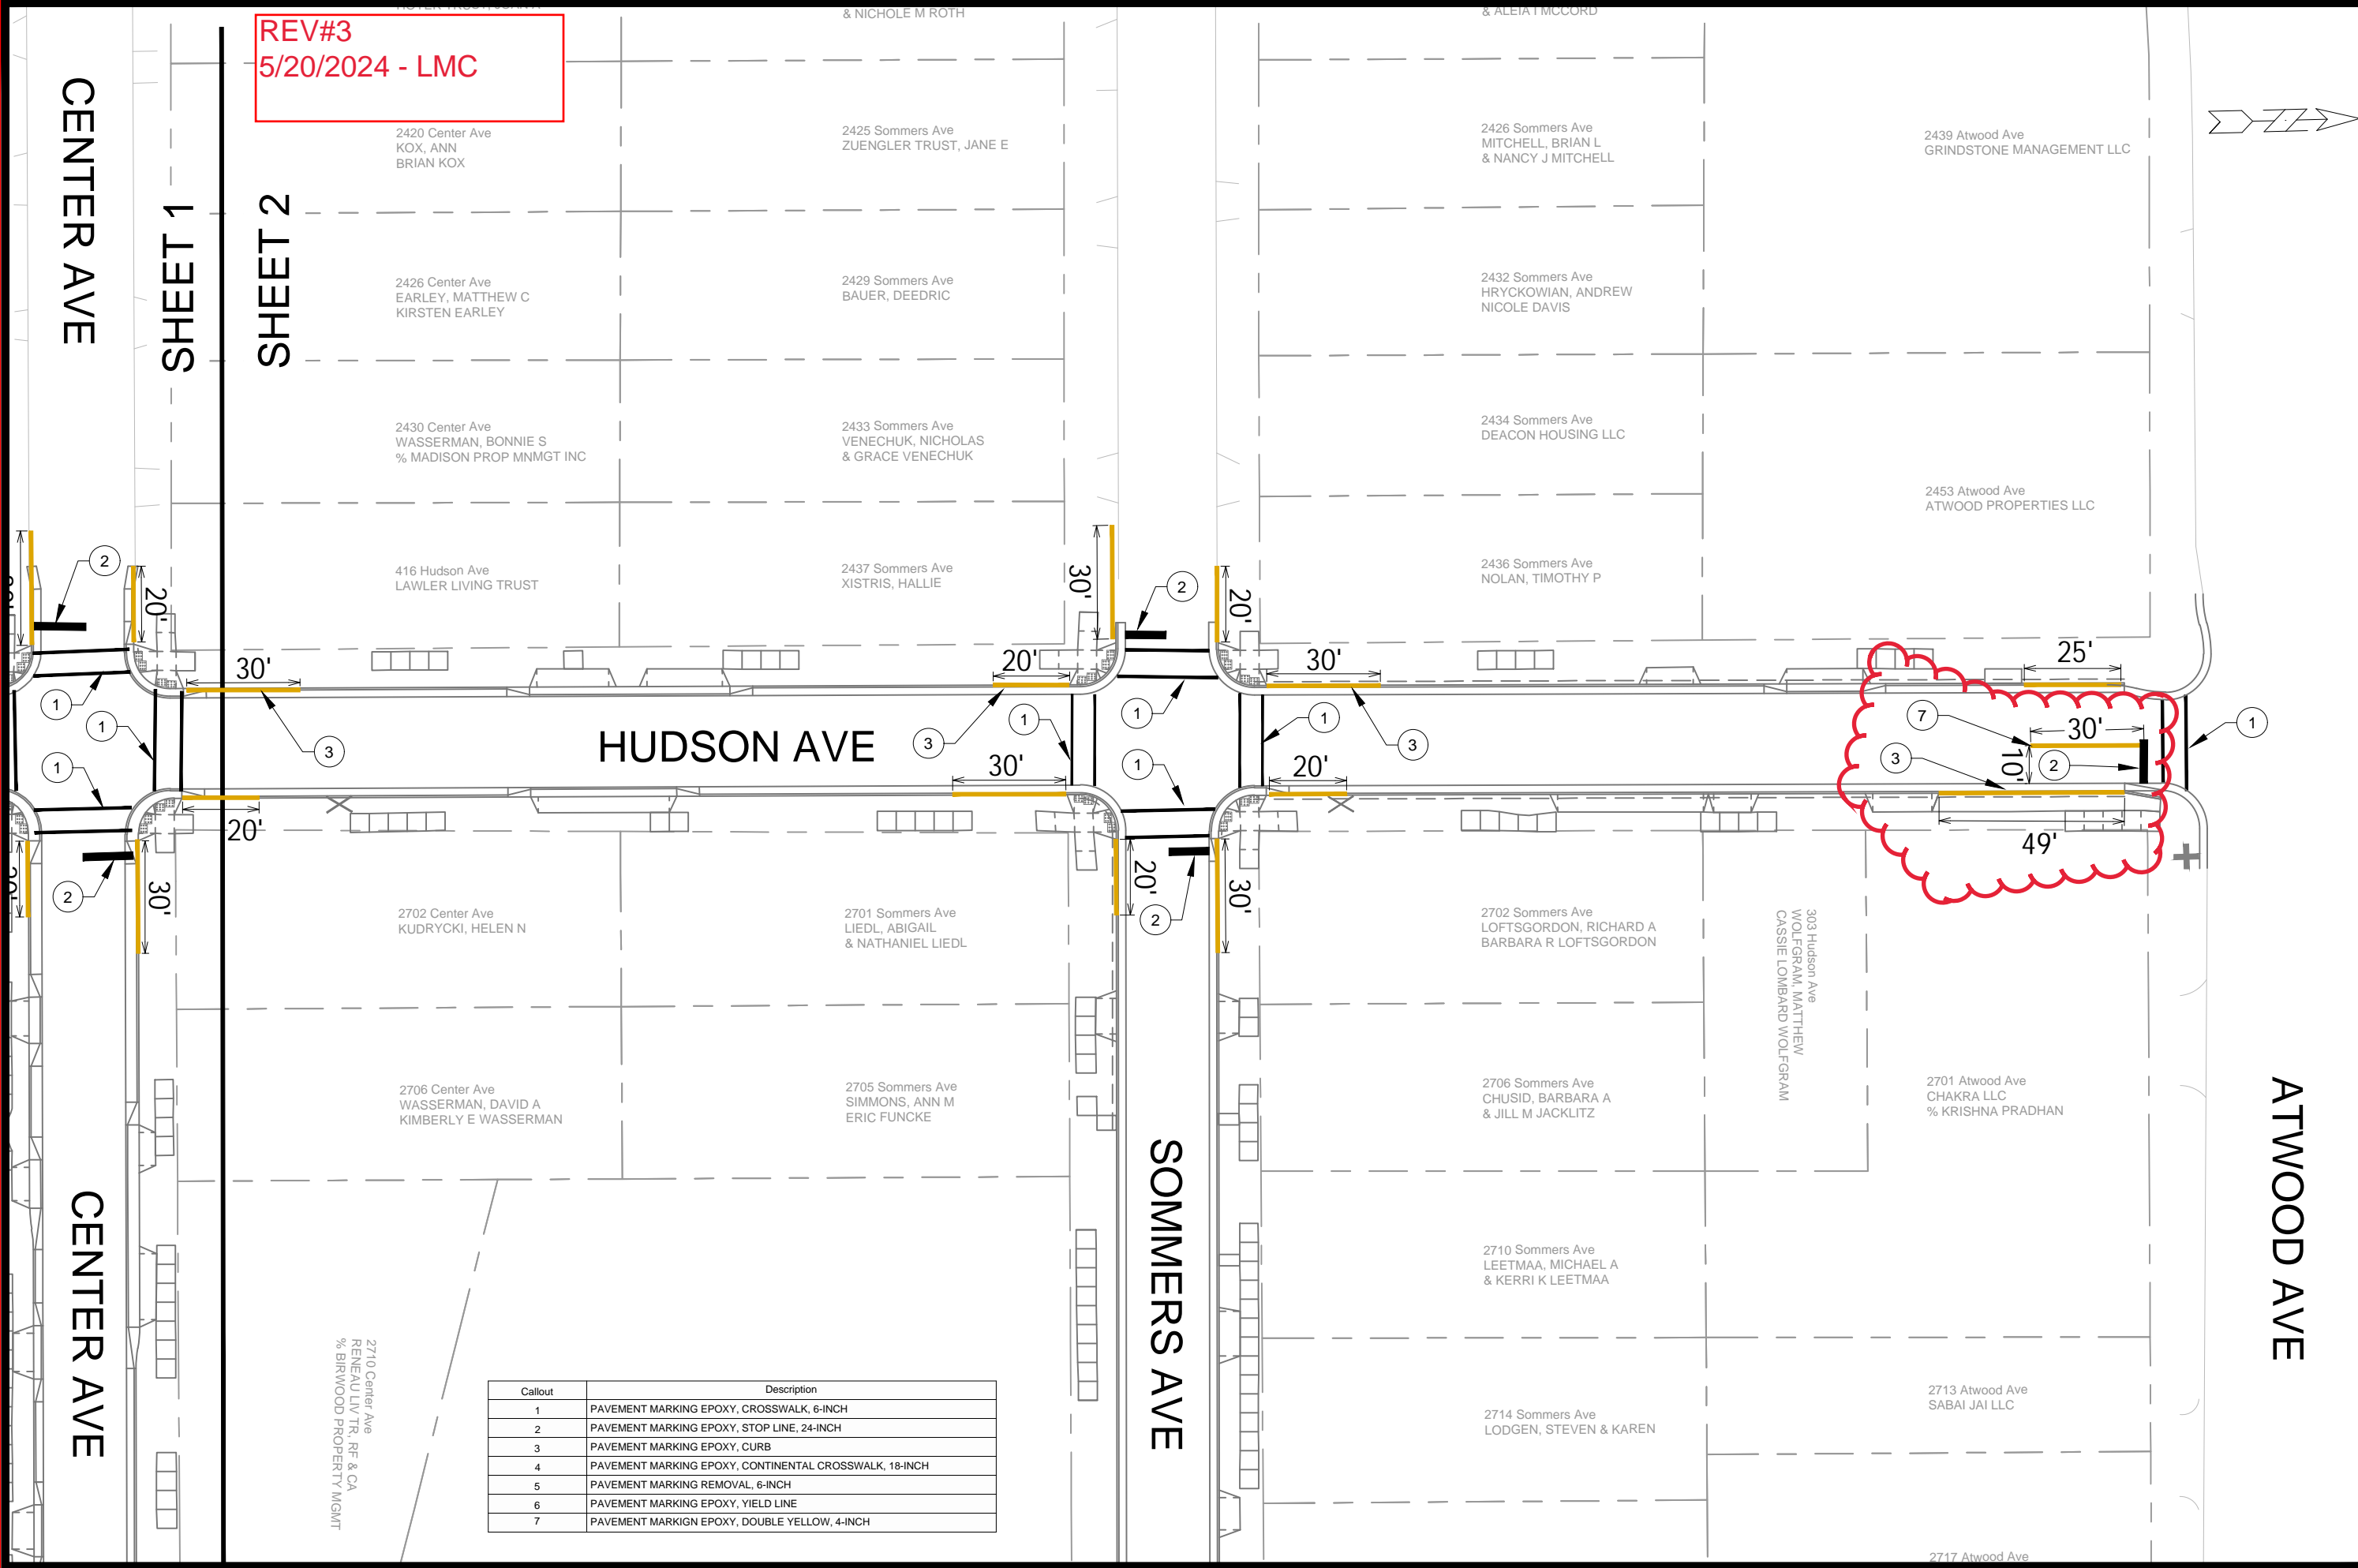 & NICHOLE M ROTH
& ALEIA I MCCORD
REV#3
5/20/2024 - LMC
CENTER AVE
SHEET 1
SHEET 2
2420 Center Ave
KOX, ANN
BRIAN KOX
2425 Sommers Ave
ZUENGLER TRUST, JANE E
2426 Sommers Ave
MITCHELL, BRIAN L
& NANCY J MITCHELL
2439 Atwood Ave
GRINDSTONE MANAGEMENT LLC
2426 Center Ave
EARLEY, MATTHEW C
KIRSTEN EARLEY
2429 Sommers Ave
BAUER, DEEDRIC
2432 Sommers Ave
HRYCKOWIAN, ANDREW
NICOLE DAVIS
2430 Center Ave
WASSERMAN, BONNIE S
% MADISON PROP MNMGT INC
2433 Sommers Ave
VENECHUK, NICHOLAS
& GRACE VENECHUK
2434 Sommers Ave
DEACON HOUSING LLC
2453 Atwood Ave
ATWOOD PROPERTIES LLC
416 Hudson Ave
LAWLER LIVING TRUST
2437 Sommers Ave
XISTRIS, HALLIE
2436 Sommers Ave
NOLAN, TIMOTHY P
2
20'
30'
2
20'
30'
20'
30'
25'
1
1
1
3
HUDSON AVE
3
1
1
1
1
3
7
30'
10'
3
2
1
20'
30'
20'
49'
2
30'
20'
2
30'
2702 Center Ave
KUDRYCKI, HELEN N
2701 Sommers Ave
LIEDL, ABIGAIL
& NATHANIEL LIEDL
2702 Sommers Ave
LOFTSGORDON, RICHARD A
BARBARA R LOFTSGORDON
303 Hudson Ave
WOLFGRAM, MATTHEW
CASSIE LOMBARD WOLFGRAM
2706 Center Ave
WASSERMAN, DAVID A
KIMBERLY E WASSERMAN
2705 Sommers Ave
SIMMONS, ANN M
ERIC FUNCKE
2706 Sommers Ave
CHUSID, BARBARA A
& JILL M JACKLITZ
2701 Atwood Ave
CHAKRA LLC
% KRISHNA PRADHAN
CENTER AVE
SOMMERS AVE
ATWOOD AVE
2710 Sommers Ave
LEETMAA, MICHAEL A
& KERRI K LEETMAA
2710 Center Ave
RENEAU LIV TR, RF & CA
% BIRWOOD PROPERTY MGMT
2714 Sommers Ave
LODGEN, STEVEN & KAREN
2713 Atwood Ave
SABAI JAI LLC
2717 Atwood Ave
Callout Description
1 PAVEMENT MARKING EPOXY, CROSSWALK, 6-INCH
2 PAVEMENT MARKING EPOXY, STOP LINE, 24-INCH
3 PAVEMENT MARKING EPOXY, CURB
4 PAVEMENT MARKING EPOXY, CONTINENTAL CROSSWALK, 18-INCH
5 PAVEMENT MARKING REMOVAL, 6-INCH
6 PAVEMENT MARKING EPOXY, YIELD LINE
7 PAVEMENT MARKIGN EPOXY, DOUBLE YELLOW, 4-INCH